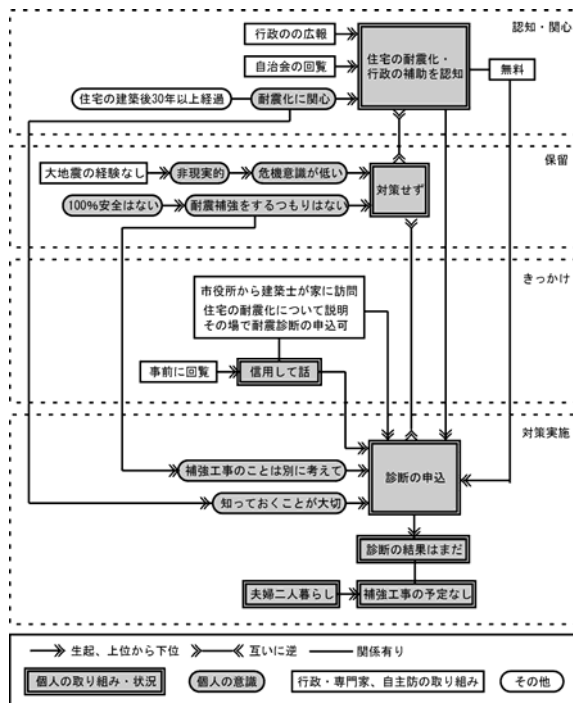 認知・関心
行政のの広報
自治会の回覧
住宅の建築後30年以上経過
耐震化に関心
住宅の耐震化・
行政の補助を認知
無料
保留
大地震の経験なし
非現実的
危機意識が低い
対策せず
100%安全はない
耐震補強をするつもりはない
きっかけ
市役所から建築士が家に訪問
住宅の耐震化について説明
その場で耐震診断の申込可
事前に回覧
信用して話
対策実施
補強工事のことは別に考えて
診断の申込
知っておくことが大切
診断の結果はまだ
夫婦二人暮らし
補強工事の予定なし
生起、上位から下位
互いに逆
関係有り
個人の取り組み・状況
個人の意識
行政・専門家、自主防の取り組み
その他